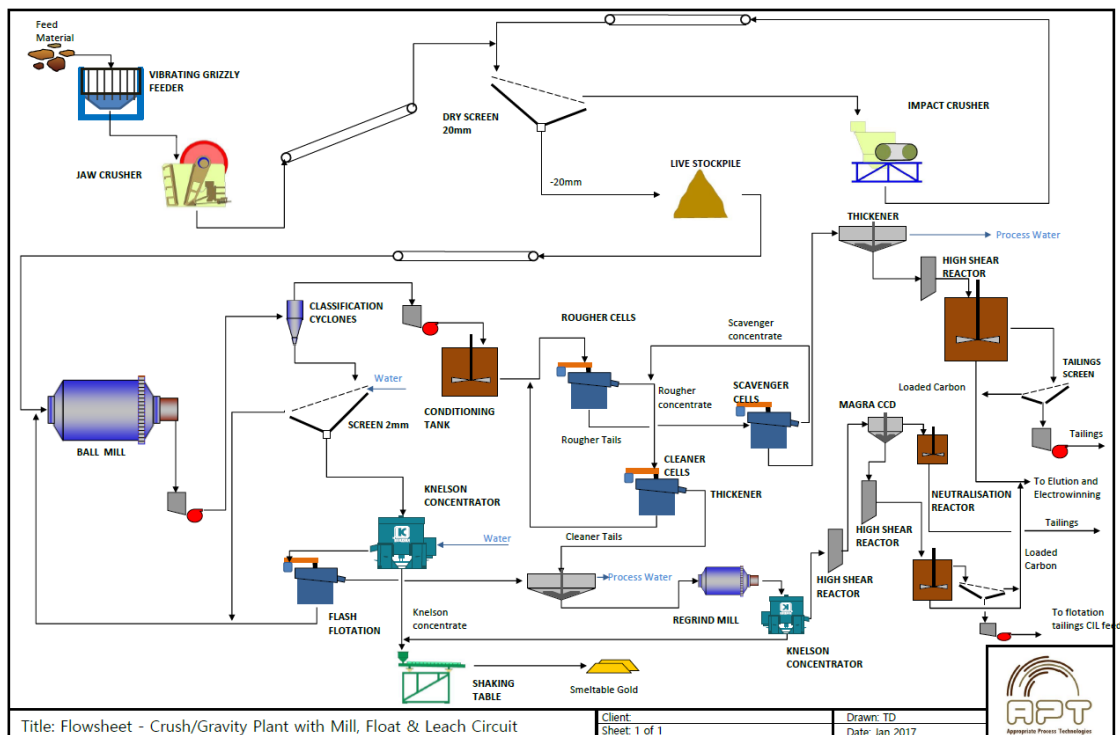 Feed
Material
VIBRATING GRIZZLY
FEEDER
JAW CRUSHER
DRY SCREEN
20mm
IMPACT CRUSHER
-20mm
LIVE STOCKPILE
THICKENER
Process Water
HIGH SHEAR
REACTOR
CLASSIFICATION
CYCLONES
ROUGHER CELLS
Scavenger
concentrate
Water
SCREEN 2mm
CONDITIONING
TANK
Rougher
concentrate
SCAVENGER
CELLS
Loaded Carbon
TAILINGS
SCREEN
MAGRA CCD
Tailings
Rougher Tails
BALL MILL
CLEANER
CELLS
THICKENER
To Elution and
Electrowinning
NEUTRALISATION
REACTOR
KNELSON
CONCENTRATOR
HIGH SHEAR
REACTOR
Tailings
Water
Cleaner Tails
Loaded
Carbon
Process Water
HIGH SHEAR
REACTOR
K
K
FLASH
FLOTATION
Knelson
concentrate
REGRIND MILL
KNELSON
CONCENTRATOR
To flotation
tailings CIL feed
SHAKING
TABLE
Smeltable Gold
APT
Appropriate Process Technologies
Title: Flowsheet - Crush/Gravity Plant with Mill, Float & Leach Circuit
Client:
Sheet: 1 of 1
Drawn: TD
Date: Jan 2017